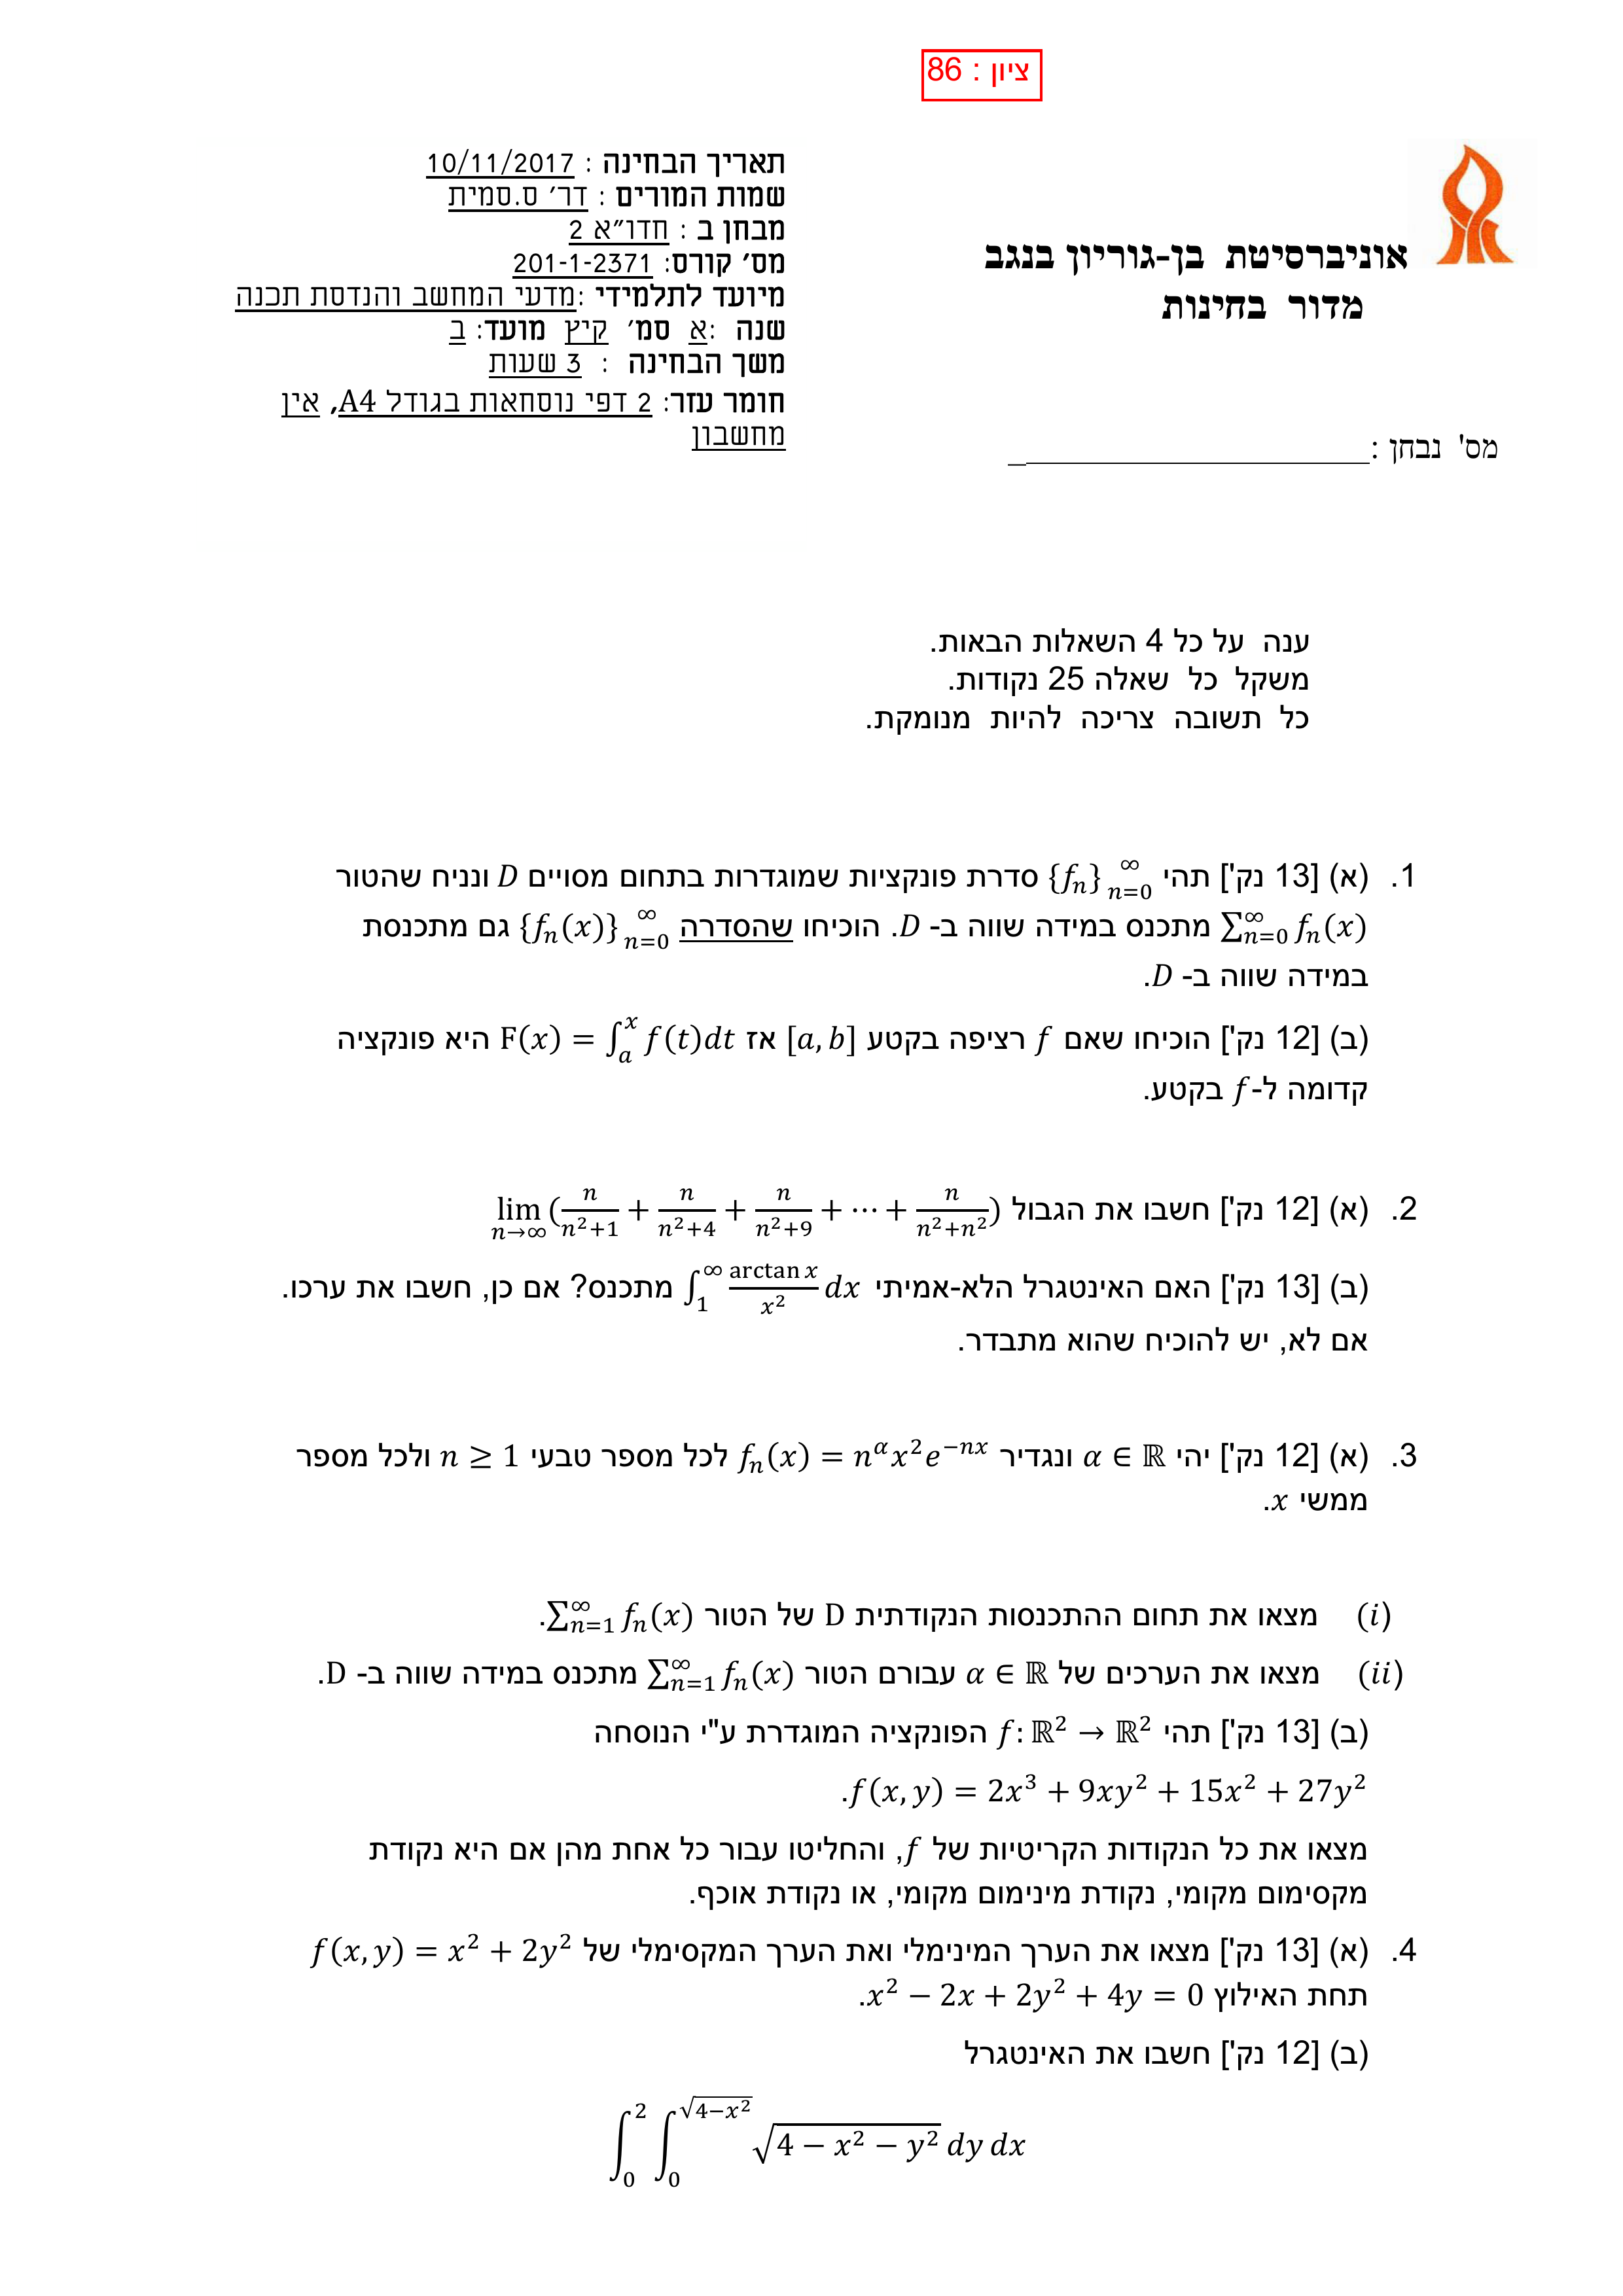 ציון : 86
אוניברסיטת בן-גוריון בנגב
מדור בחינות
מס' נבחן : _____________________
תאריך הבחינה : 10/11/2017
שמות המורים : דר' ס.סמית
מבחן ב : חדו"א 2
מס' קורס: 201-1-2371
מיועד לתלמידי :מדעי המחשב והנדסת תכנה
שנה :א סמ' קיץ מועד: ב
משך הבחינה : 3 שעות
חומר עזר: 2 דפי נוסחאות בגודל A4, אין
מחשבון
ענה על כל 4 השאלות הבאות.
משקל כל שאלה 25 נקודות.
כל תשובה צריכה להיות מנומקת.
1. (א) [13 נק'] תהי $\{f_n\}_{n=0}^{\infty}$ סדרת פונקציות שמוגדרות בתחום מסויים $D$ ונניח שהטור
$\sum_{n=0}^{\infty} f_n(x)$ מתכנס במידה שווה ב- $D$. הוכיחו שהסדרה $\{f_n(x)\}_{n=0}^{\infty}$ גם מתכנסת
במידה שווה ב- $D$.
(ב) [12 נק'] הוכיחו שאם $f$ רציפה בקטע $[a,b]$ אז $F(x) = \int_a^x f(t)dt$ היא פונקציה
קדומה ל-$f$ בקטע.
2. (א) [12 נק'] חשבו את הגבול $\lim_{n\to\infty}(\frac{n}{n^2+1} + \frac{n}{n^2+4} + \frac{n}{n^2+9} + \cdots + \frac{n}{n^2+n^2})$
(ב) [13 נק'] האם האינטגרל הלא-אמיתי $\int_1^{\infty} \frac{\arctan x}{x^2} dx$ מתכנס? אם כן, חשבו את ערכו.
אם לא, יש להוכיח שהוא מתבדר.
3. (א) [12 נק'] יהי $\alpha \in \mathbb{R}$ ונגדיר $f_n(x) = n^{\alpha}x^2e^{-nx}$ לכל מספר טבעי $n \geq 1$ ולכל מספר
ממשי $x$.
(i) מצאו את תחום ההתכנסות הנקודתית D של הטור $\sum_{n=1}^{\infty} f_n(x)$.
(ii) מצאו את הערכים של $\alpha \in \mathbb{R}$ עבורם הטור $\sum_{n=1}^{\infty} f_n(x)$ מתכנס במידה שווה ב- D.
(ב) [13 נק'] תהי $f: \mathbb{R}^2 \to \mathbb{R}^2$ הפונקציה המוגדרת ע"י הנוסחה
$f(x,y) = 2x^3 + 9xy^2 + 15x^2 + 27y^2$.
מצאו את כל הנקודות הקריטיות של $f$, והחליטו עבור כל אחת מהן אם היא נקודת
מקסימום מקומי, נקודת מינימום מקומי, או נקודת אוכף.
4. (א) [13 נק'] מצאו את הערך המינימלי ואת הערך המקסימלי של $f(x,y) = x^2 + 2y^2$
תחת האילוץ $x^2 - 2x + 2y^2 + 4y = 0$.
(ב) [12 נק'] חשבו את האינטגרל
$\int_0^2 \int_0^{\sqrt{4-x^2}} \sqrt{4 - x^2 - y^2} \, dy \, dx$